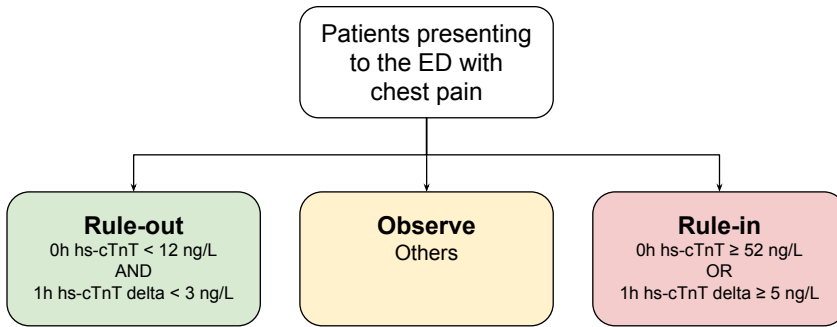 Patients presenting
to the ED with
chest pain
Rule-out
0h hs-cTnT < 12 ng/L
AND
1h hs-cTnT delta < 3 ng/L
Observe
Others
Rule-in
0h hs-cTnT ≥ 52 ng/L
OR
1h hs-cTnT delta ≥ 5 ng/L